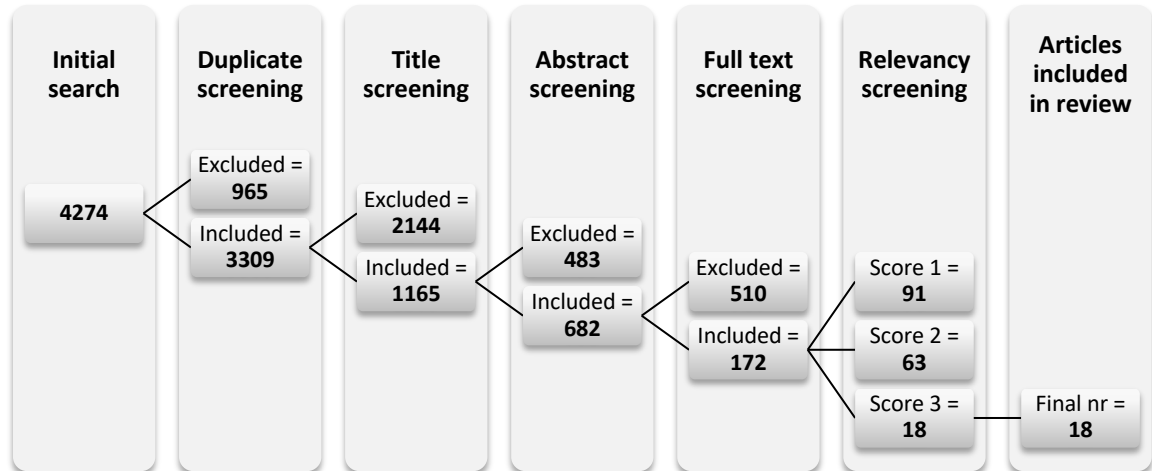 Initial
search
4274
Duplicate
screening
Excluded =
965
Included =
3309
Title
screening
Excluded =
2144
Included =
1165
Abstract
screening
Excluded =
483
Included =
682
Full text
screening
Excluded =
510
Included =
172
Relevancy
screening
Score 1 =
91
Score 2 =
63
Score 3 =
18
Articles
included
in review
Final nr =
18